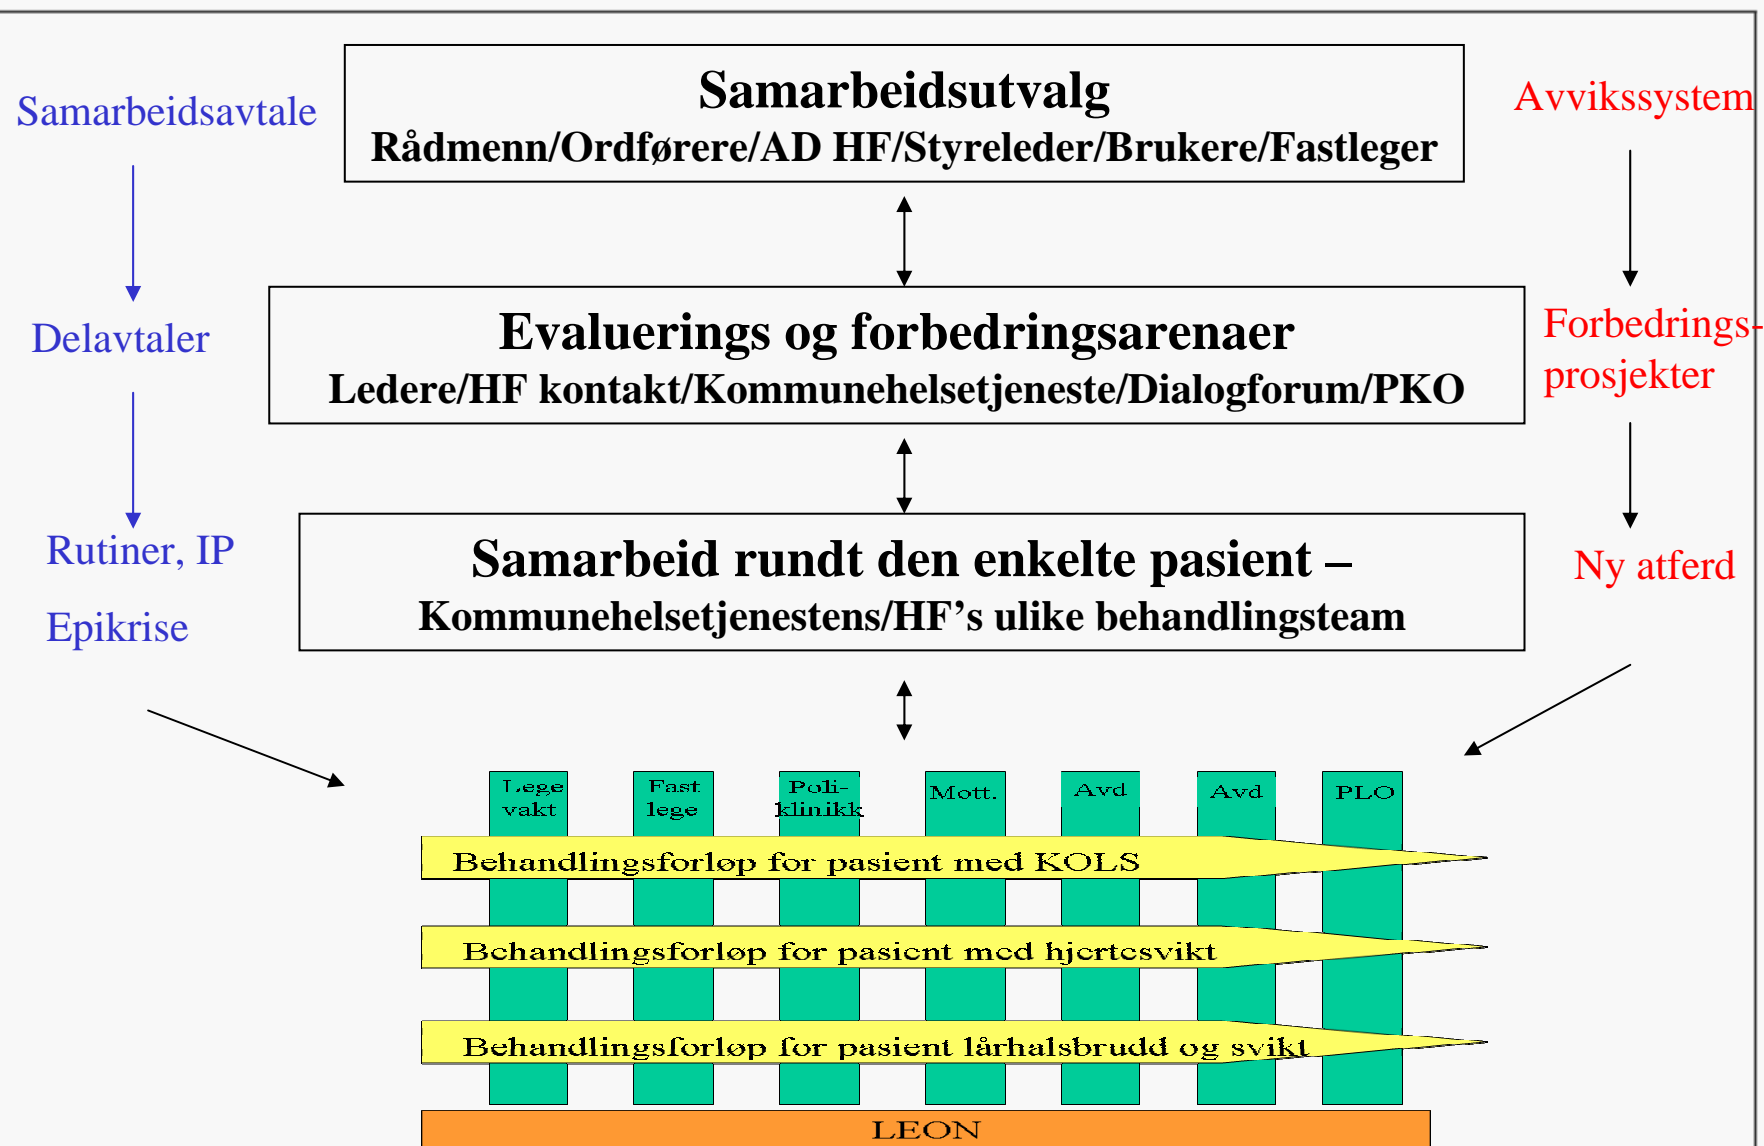 Samarbeidsavtale
Samarbeidsutvalg
Rådmenn/Ordførere/AD HF/Styreleder/Brukere/Fastleger
Avvikssystem
Delavtaler
Evaluerings og forbedringsarenaer
Ledere/HF kontakt/Kommunehelsetjeneste/Dialogforum/PKO
Forbedrings-
prosjekter
Rutiner, IP
Epikrise
Samarbeid rundt den enkelte pasient –
Kommunehelsetjenestens/HF’s ulike behandlingsteam
Ny atferd
Lege
vakt
Fast
lege
Poli-
klinikk
Mott.
Avd
Avd
PLO
Behandlingsforløp for pasient med KOLS
Behandlingsforløp for pasient med hjertesvikt
Behandlingsforløp for pasient lårhalsbrudd og svikt
LEON